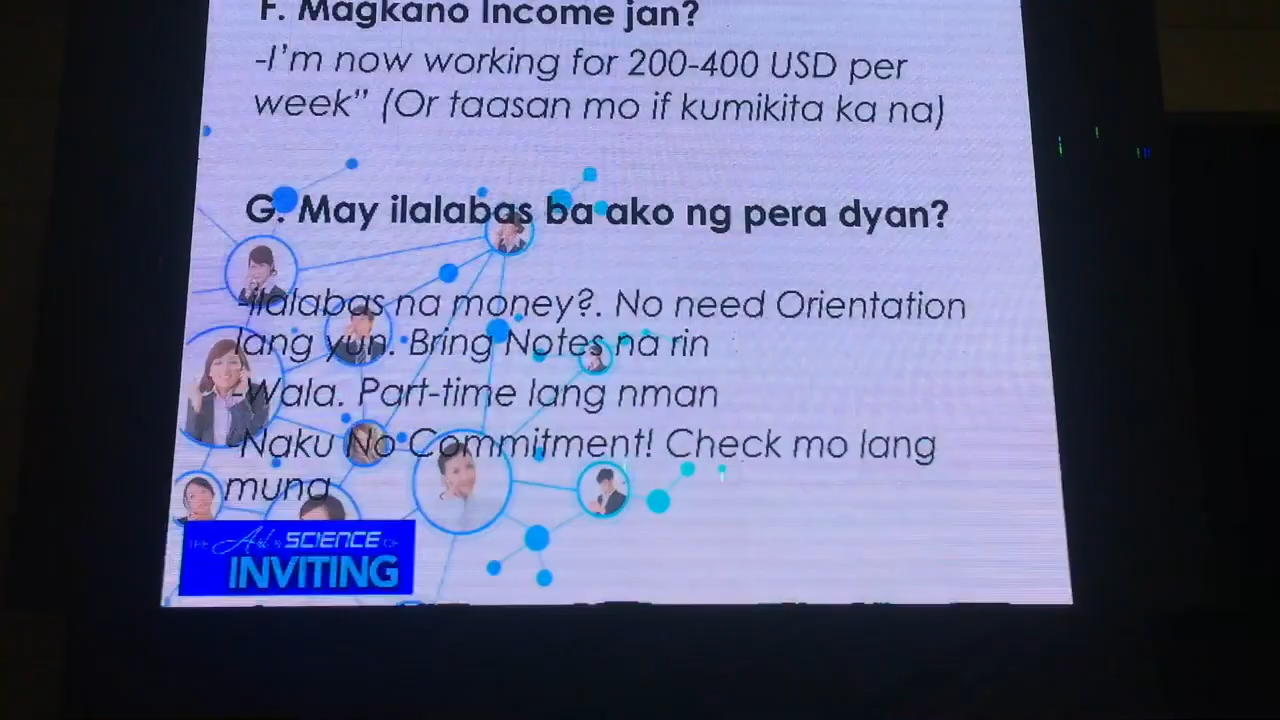 F. Magkano Income jan?
-I'm now working for 200-400 USD per
week" (Or taasan mo if kumikita ka na)
G. May ilalabas ba ako ng pera dyan?
-ilalabas na money?. No need Orientation
lang yun. Bring Notes na rin
-Wala. Part-time lang nman
-Naku No Commitment! Check mo lang
muna
THE Art & SCIENCE OF
INVITING